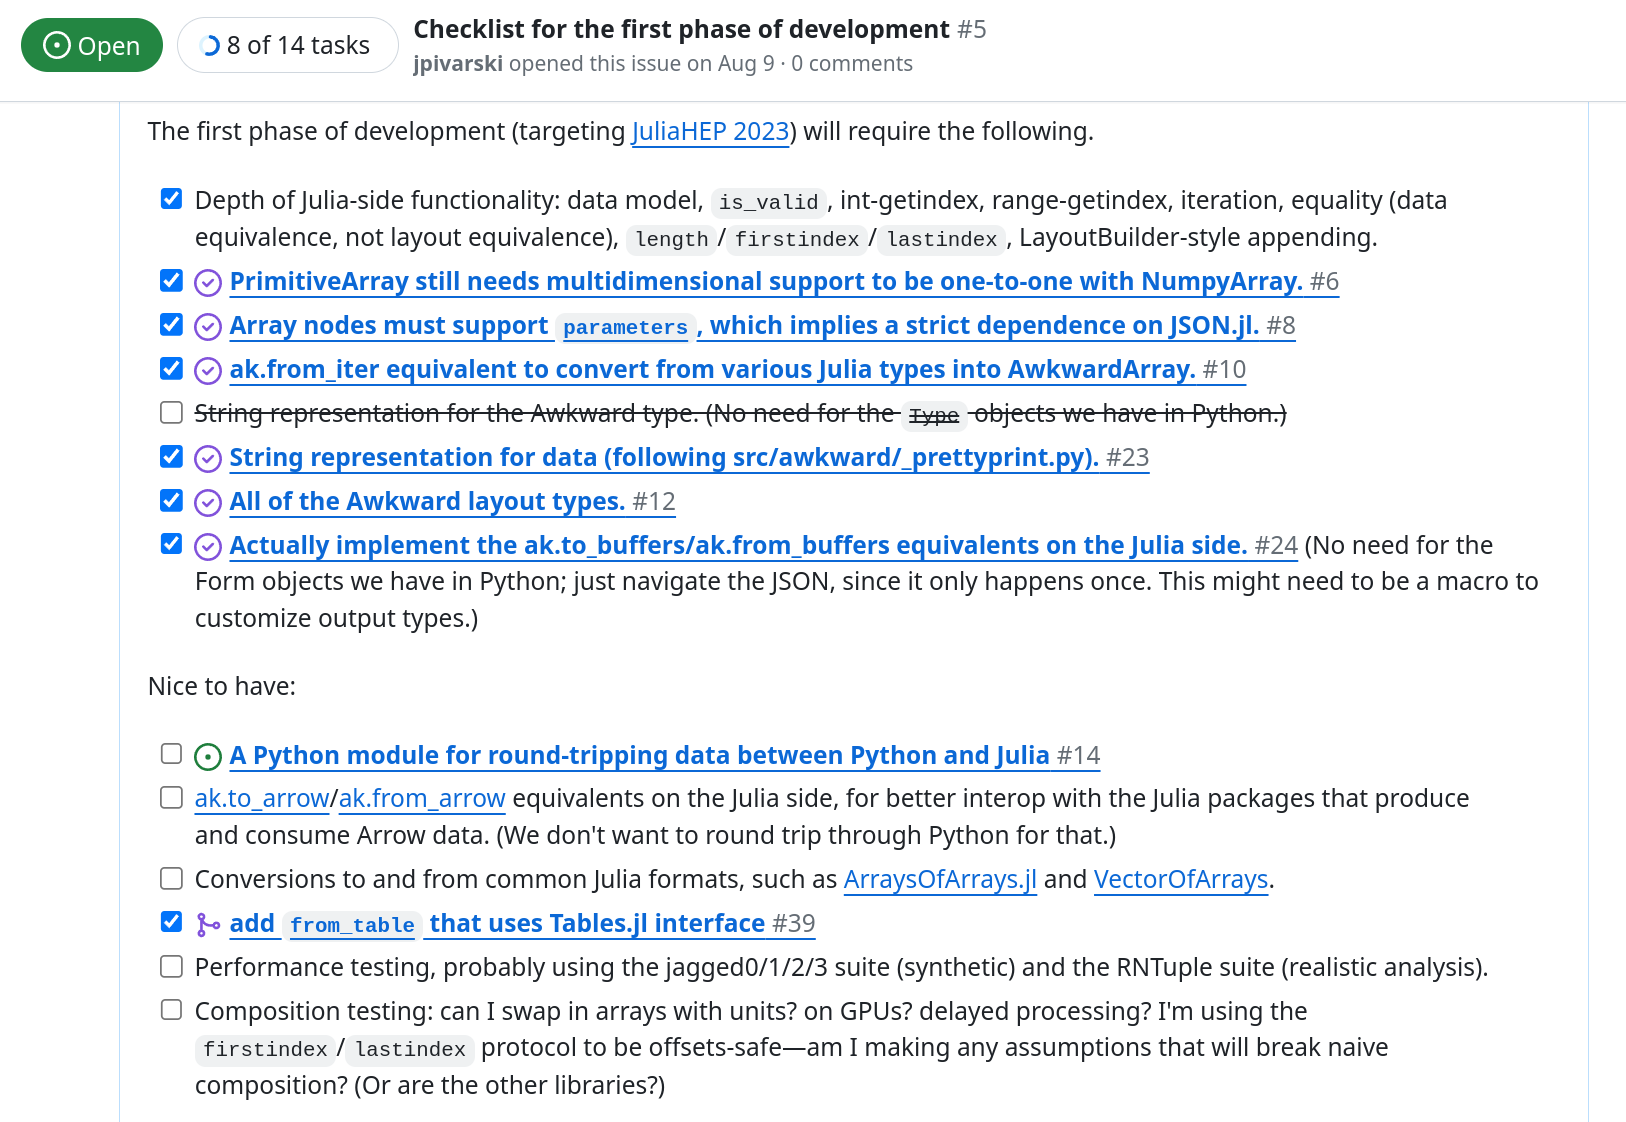 Open
8 of 14 tasks
Checklist for the first phase of development #5
jpivarski opened this issue on Aug 9 · 0 comments
The first phase of development (targeting JuliaHEP 2023) will require the following.
Depth of Julia-side functionality: data model, is_valid, int-getindex, range-getindex, iteration, equality (data
equivalence, not layout equivalence), length/firstindex/lastindex, LayoutBuilder-style appending.
PrimitiveArray still needs multidimensional support to be one-to-one with NumpyArray. #6
Array nodes must support parameters, which implies a strict dependence on JSON.jl. #8
ak.from_iter equivalent to convert from various Julia types into AwkwardArray. #10
String representation for the Awkward type. (No need for the Type objects we have in Python.)
String representation for data (following src/awkward/_prettyprint.py). #23
All of the Awkward layout types. #12
Actually implement the ak.to_buffers/ak.from_buffers equivalents on the Julia side. #24 (No need for the
Form objects we have in Python; just navigate the JSON, since it only happens once. This might need to be a macro to
customize output types.)
Nice to have:
A Python module for round-tripping data between Python and Julia #14
ak.to_arrow/ak.from_arrow equivalents on the Julia side, for better interop with the Julia packages that produce
and consume Arrow data. (We don't want to round trip through Python for that.)
Conversions to and from common Julia formats, such as ArraysOfArrays.jl and VectorOfArrays.
add from_table that uses Tables.jl interface #39
Performance testing, probably using the jagged0/1/2/3 suite (synthetic) and the RNTuple suite (realistic analysis).
Composition testing: can I swap in arrays with units? on GPUs? delayed processing? I'm using the
firstindex/lastindex protocol to be offsets-safe—am I making any assumptions that will break naive
composition? (Or are the other libraries?)